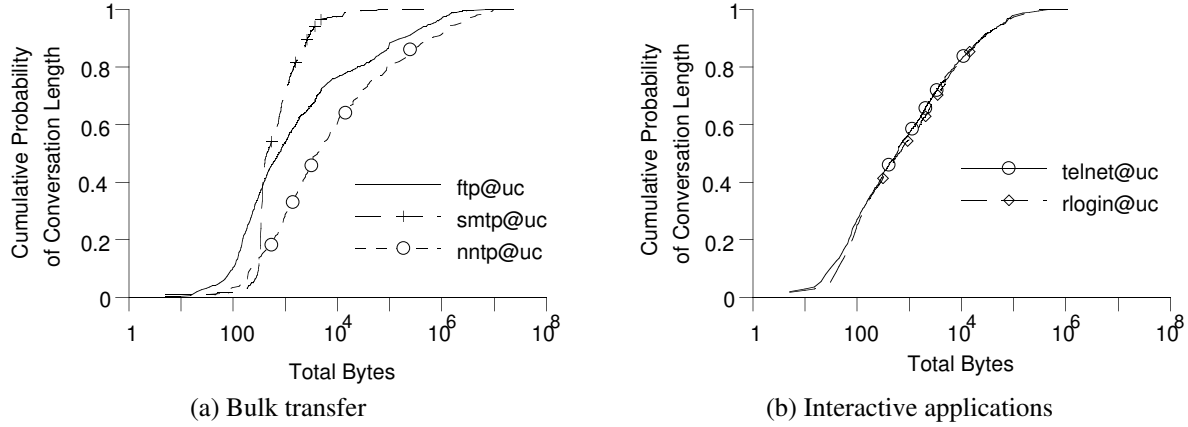 Cumulative Probability
of Conversation Length
1
0.8
0.6
0.4
0.2
0
ftp@uc
smtp@uc
nntp@uc
1
100
10^4
10^6
10^8
Total Bytes
(a) Bulk transfer
Cumulative Probability
of Conversation Length
1
0.8
0.6
0.4
0.2
0
telnet@uc
rlogin@uc
1
100
10^4
10^6
10^8
Total Bytes
(b) Interactive applications